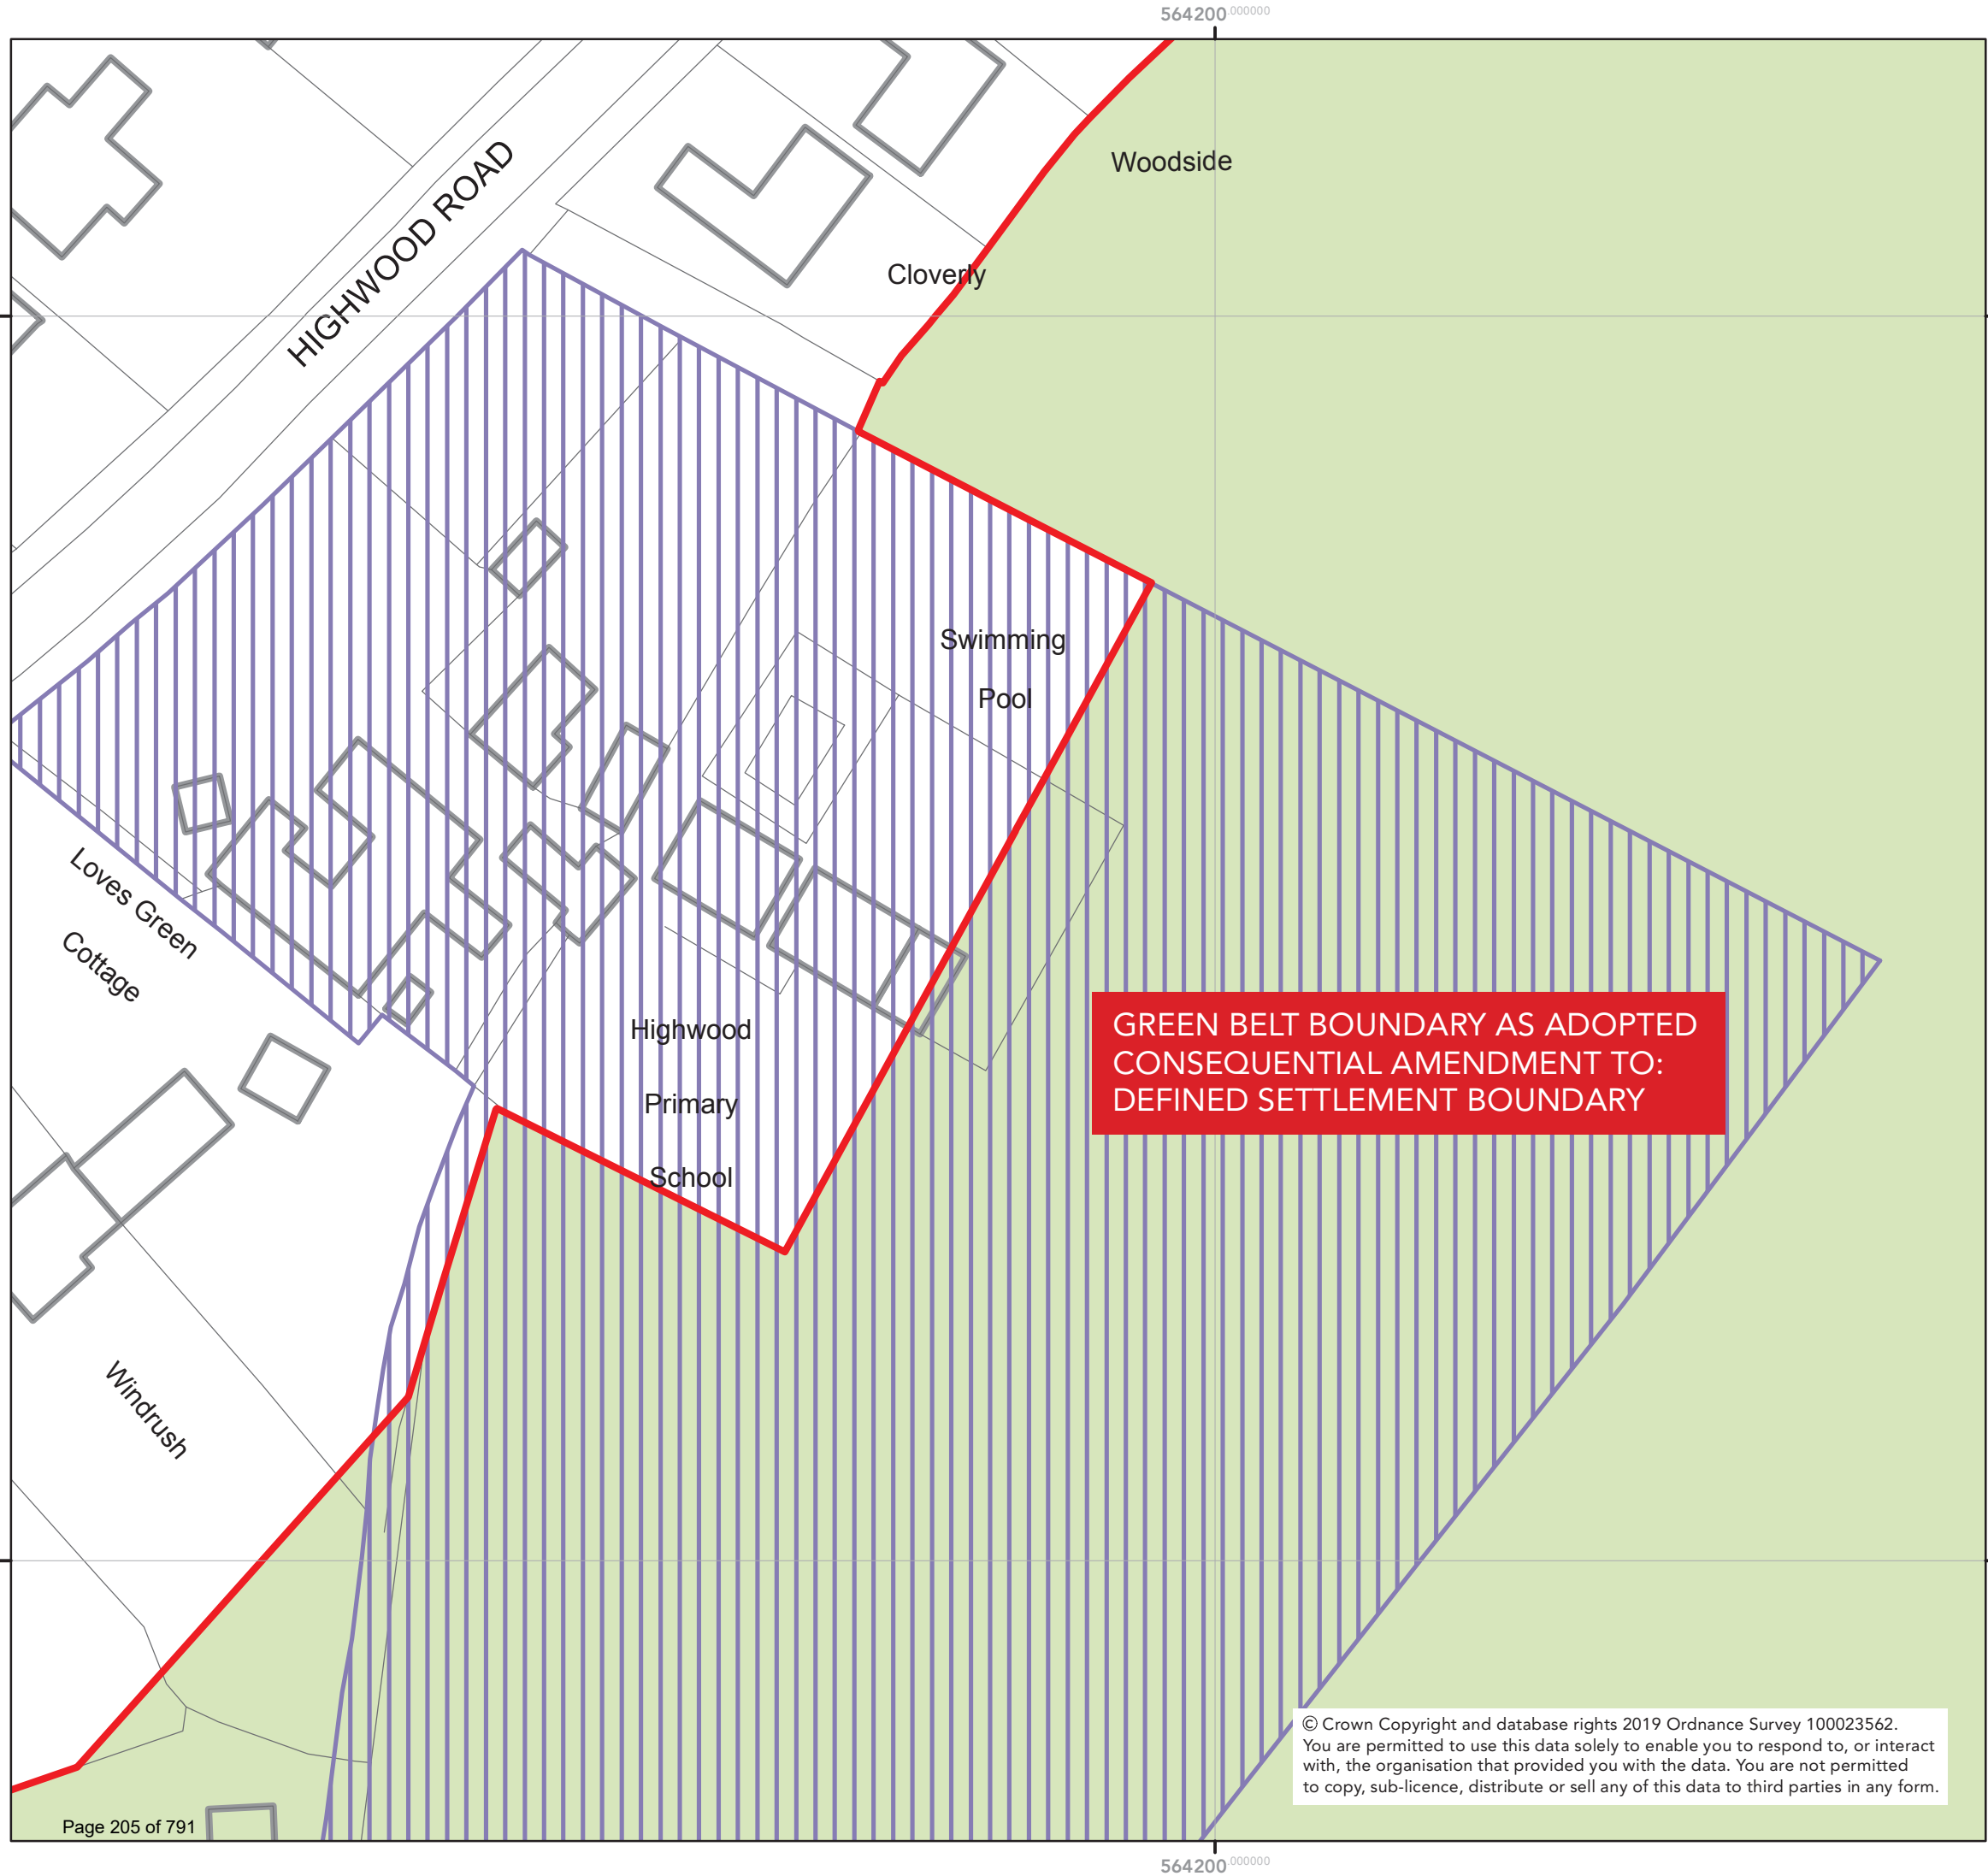 564200.000000
HIGHWOOD ROAD
Woodside
Cloverly
Swimming
Pool
Loves Green
Cottage
Highwood
Primary
School
GREEN BELT BOUNDARY AS ADOPTED
CONSEQUENTIAL AMENDMENT TO:
DEFINED SETTLEMENT BOUNDARY
Windrush
© Crown Copyright and database rights 2019 Ordnance Survey 100023562.
You are permitted to use this data solely to enable you to respond to, or interact
with, the organisation that provided you with the data. You are not permitted
to copy, sub-licence, distribute or sell any of this data to third parties in any form.
Page 205 of 791
564200.000000